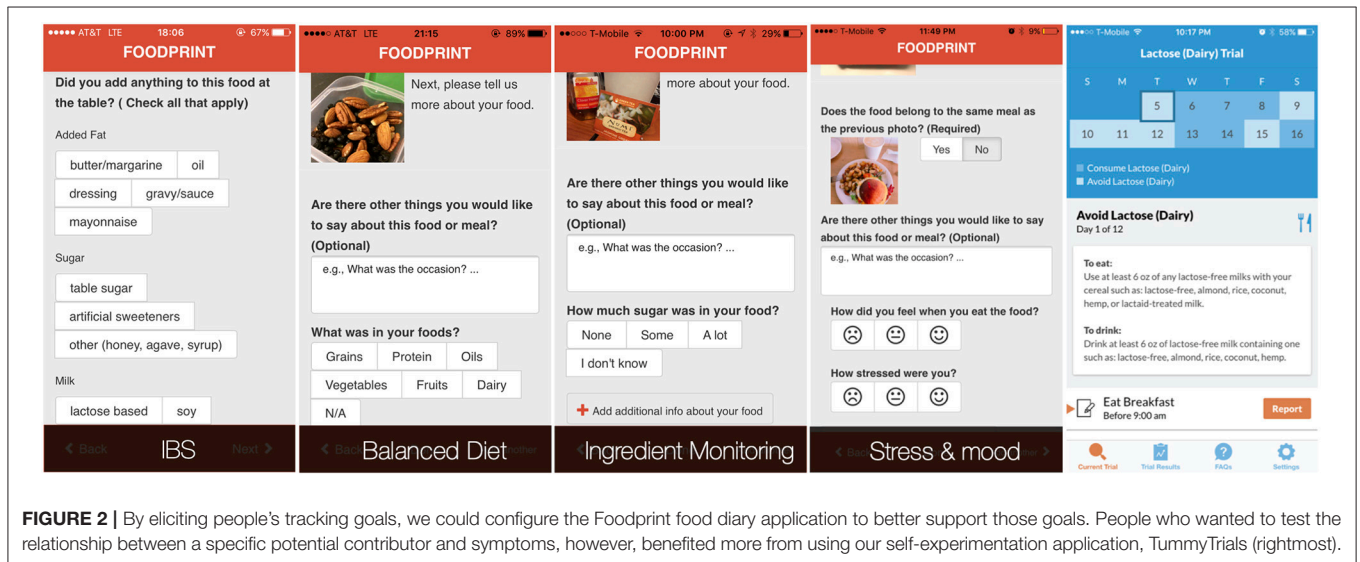 AT&T LTE 18:06 67%
FOODPRINT
Did you add anything to this food at
the table? ( Check all that apply)
Added Fat
butter/margarine oil
dressing gravy/sauce
mayonnaise
Sugar
table sugar
artificial sweeteners
other (honey, agave, syrup)
Milk
lactose based soy
Back IBS Next
AT&T LTE 21:15 89%
FOODPRINT
Next, please tell us
more about your food.
Are there other things you would like
to say about this food or meal?
(Optional)
e.g., What was the occasion? ...
What was in your foods?
Grains Protein Oils
Vegetables Fruits Dairy
N/A
Balanced Diet
T-Mobile 10:00 PM 29%
FOODPRINT
more about your food.
NUMI
Are there other things you would like
to say about this food or meal?
(Optional)
e.g., What was the occasion? ...
How much sugar was in your food?
None Some A lot
I don't know
Add additional info about your food
Ingredient Monitoring
T-Mobile 11:49 PM 9%
FOODPRINT
Does the food belong to the same meal as
the previous photo? (Required)
Yes No
Are there other things you would like to say
about this food or meal? (Optional)
e.g., What was the occasion? ...
How did you feel when you eat the food?
How stressed were you?
Stress & mood
T-Mobile 10:17 PM 58%
Lactose (Dairy) Trial
S M T W T F S
5 6 7 8 9
10 11 12 13 14 15 16
Consume Lactose (Dairy)
Avoid Lactose (Dairy)
Avoid Lactose (Dairy)
Day 1 of 12
To eat:
Use at least 6 oz of any lactose-free milks with your
cereal such as: lactose-free, almond, rice, coconut,
hemp, or lactaid-treated milk.
To drink:
Drink at least 6 oz of lactose-free milk containing one
such as: lactose-free, almond, rice, coconut, hemp.
Eat Breakfast
Before 9:00 am
Report
Current Trial Trial Results FAQs Settings
FIGURE 2 | By eliciting people's tracking goals, we could configure the Foodprint food diary application to better support those goals. People who wanted to test the
relationship between a specific potential contributor and symptoms, however, benefited more from using our self-experimentation application, TummyTrials (rightmost).